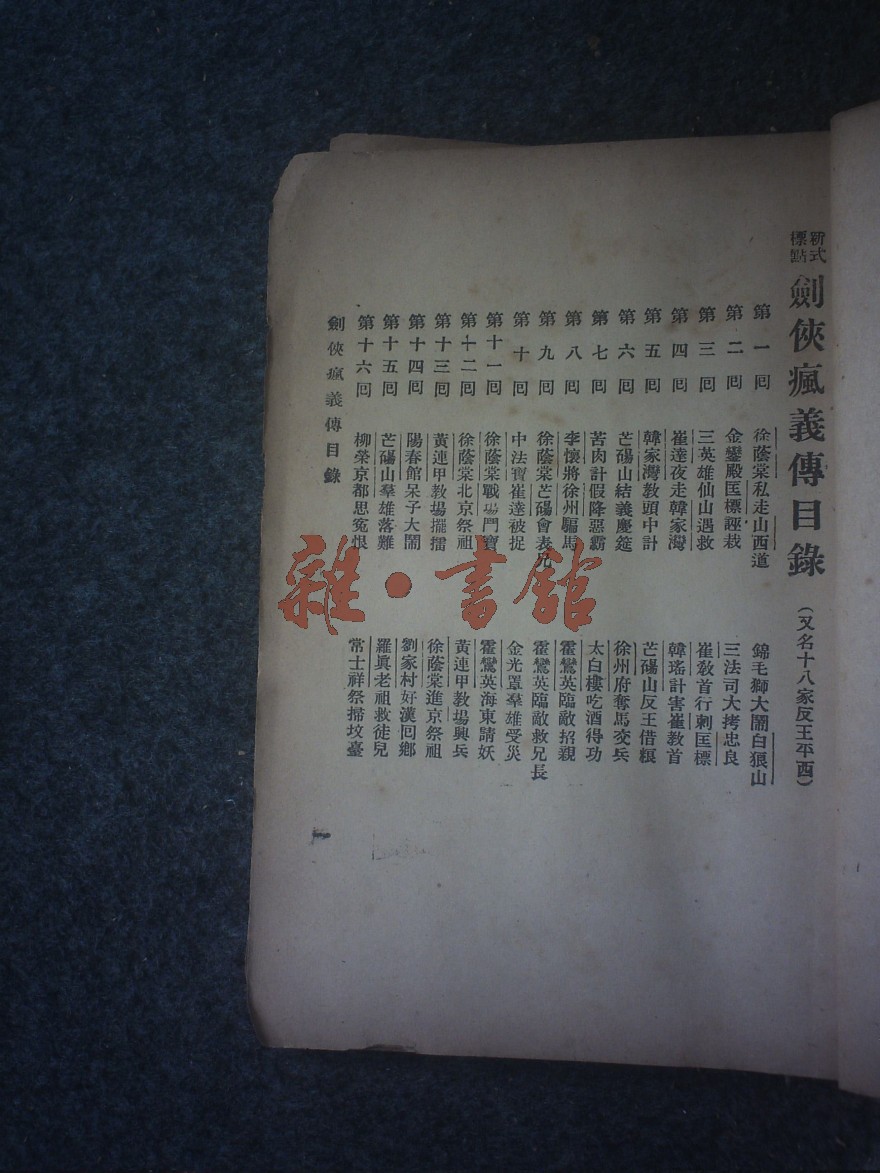 新式標點 劍俠瘋義傳目錄 (又名十八家反王平西)
第一回 徐蔭棠私走山西道 錦毛獅大鬧白狼山
第二回 金鑾殿匡標誣栽 三法司大拷忠良
第三回 三英雄仙山遇救 崔教首行刺匡標
第四回 崔達夜走韓家灣 韓瑤計害崔教首
第五回 韓家灣教頭中計 芒碭山反王借糧
第六回 芒碭山結義慶筵 徐州府奪馬交兵
第七回 苦肉計假降惡霸 太白樓吃酒得功
第八回 李懷將徐州騙馬 霍鸞英臨敵招親
第九回 徐蔭棠芒碭會表兄 霍鸞英臨敵救兄長
第十回 中法寶崔達被捉 金光罩羣雄受災
第十一回 徐蔭棠戰場鬥寶 霍鸞英海東請妖
第十二回 徐蔭棠北京祭祖 黃連甲教場興兵
第十三回 黃連甲教場擺擂 徐蔭棠進京祭祖
第十四回 陽春館呆子大鬧 劉家村好漢回鄉
第十五回 芒碭山羣雄落難 羅眞老祖救徒兒
第十六回 柳榮京都思寃恨 常士祥祭掃坟臺
劍俠瘋義傳目錄
一
雜·書舘